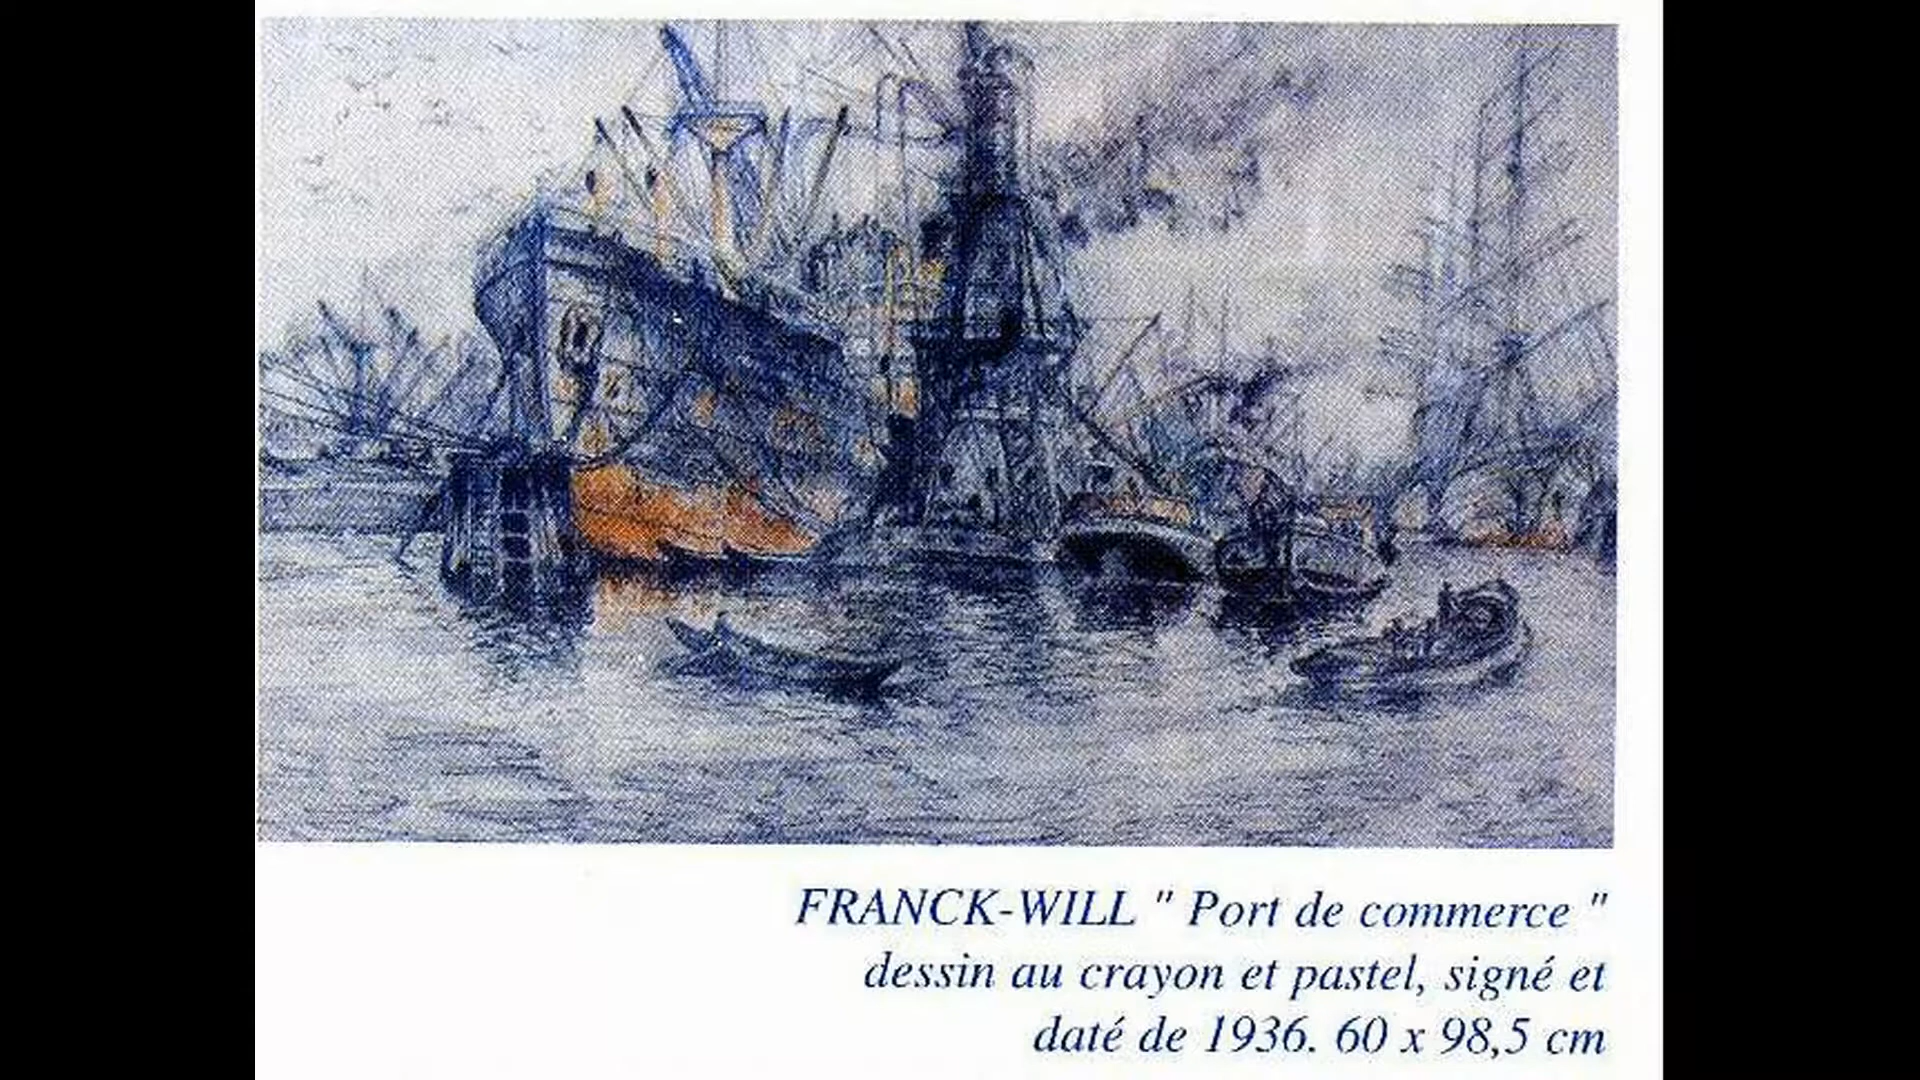 FRANCK-WILL " Port de commerce "
dessin au crayon et pastel, signé et
daté de 1936. 60 x 98,5 cm